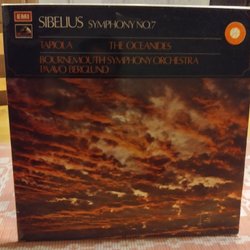 EMI
SIBELIUS SYMPHONY NO.7
TAPIOLA THE OCEANIDES
BOURNEMOUTH SYMPHONY ORCHESTRA
PAAVO BERGLUND